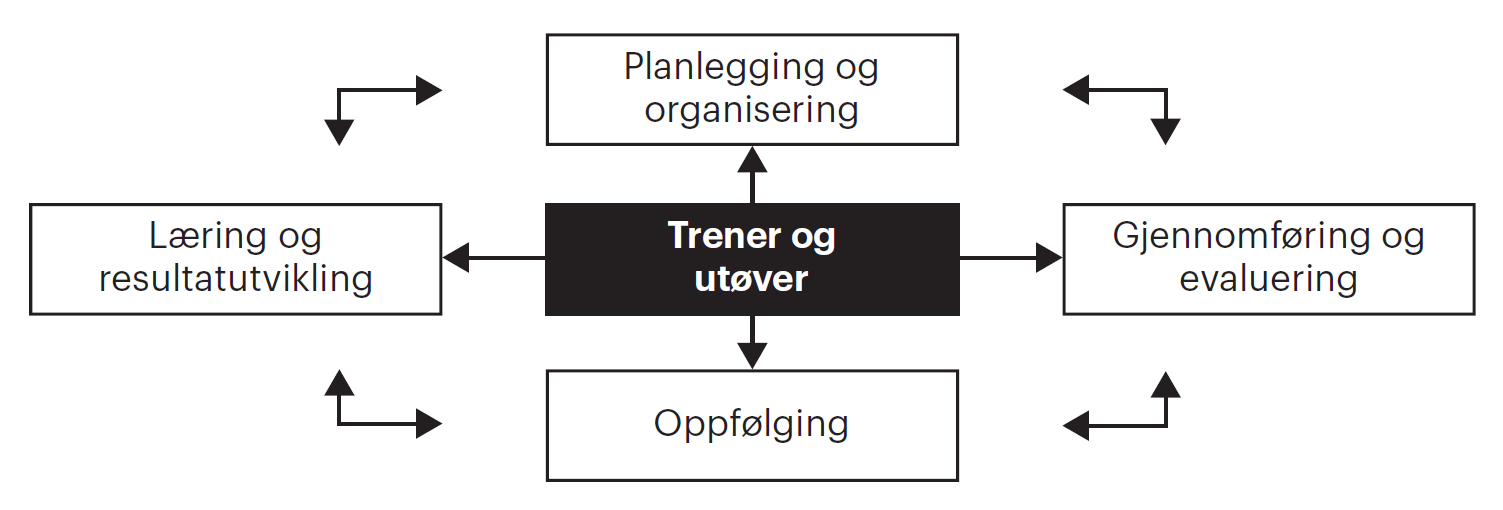 Planlegging og
organisering
Læring og
resultatutvikling
Trener og
utøver
Gjennomføring og
evaluering
Oppfølging